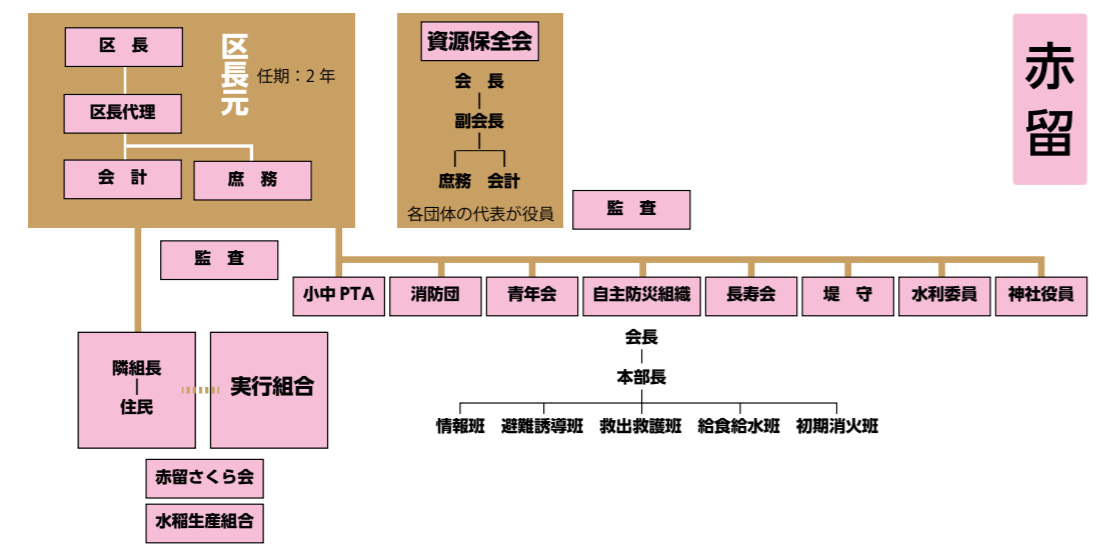 赤留
区長元
任期：2年
区 長
区長代理
会 計
庶 務
資源保全会
会 長
副会長
庶務 会計
各団体の代表が役員
監 査
監 査
小中PTA
消防団
青年会
自主防災組織
長寿会
堤 守
水利委員
神社役員
会長
本部長
情報班
避難誘導班
救出救護班
給食給水班
初期消火班
隣組長
住民
実行組合
赤留さくら会
水稲生産組合